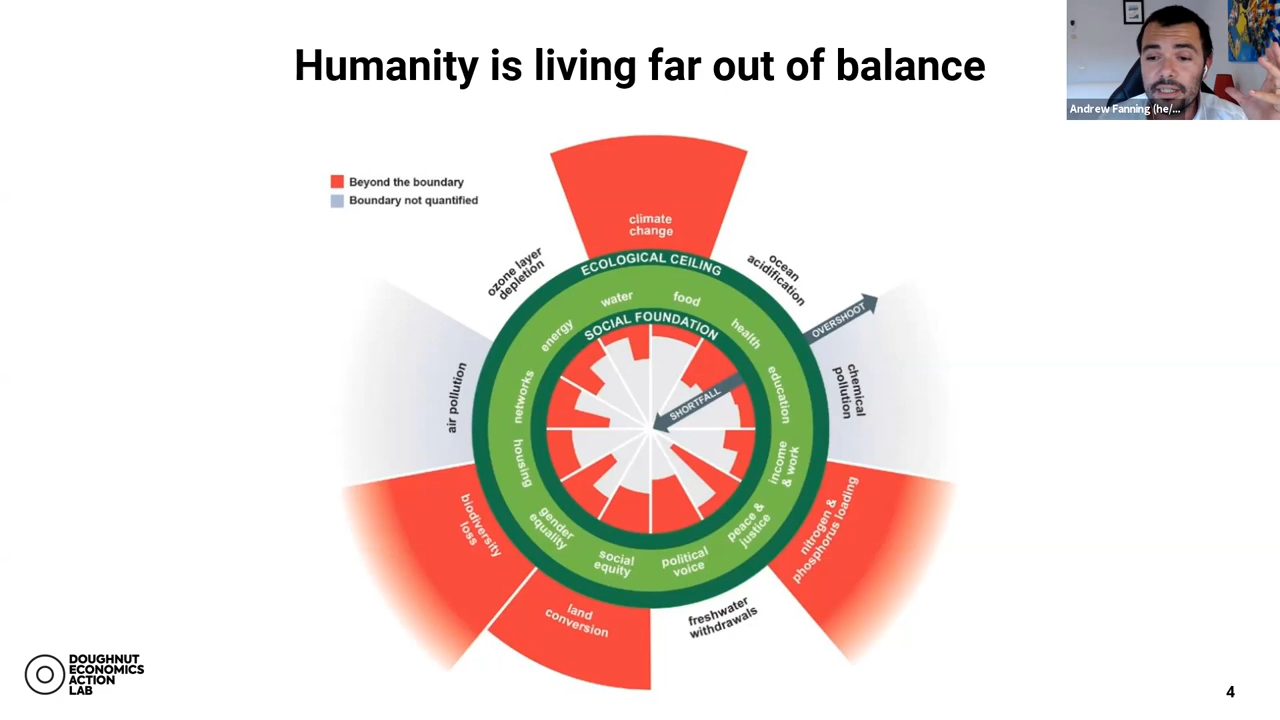 Humanity is living far out of balance
Andrew Fanning (he/...
Beyond the boundary
Boundary not quantified
climate
change
ECOLOGICAL CEILING
ozone layer
depletion
ocean
acidification
water
food
SOCIAL FOUNDATION
energy
health
OVERSHOOT
air pollution
networks
SHORTFALL
education
chemical
pollution
housing
income
& work
biodiversity
loss
gender
equality
social
equity
political
voice
peace &
justice
nitrogen &
phosphorus loading
land
conversion
freshwater
withdrawals
DOUGHNUT
ECONOMICS
ACTION
LAB
4